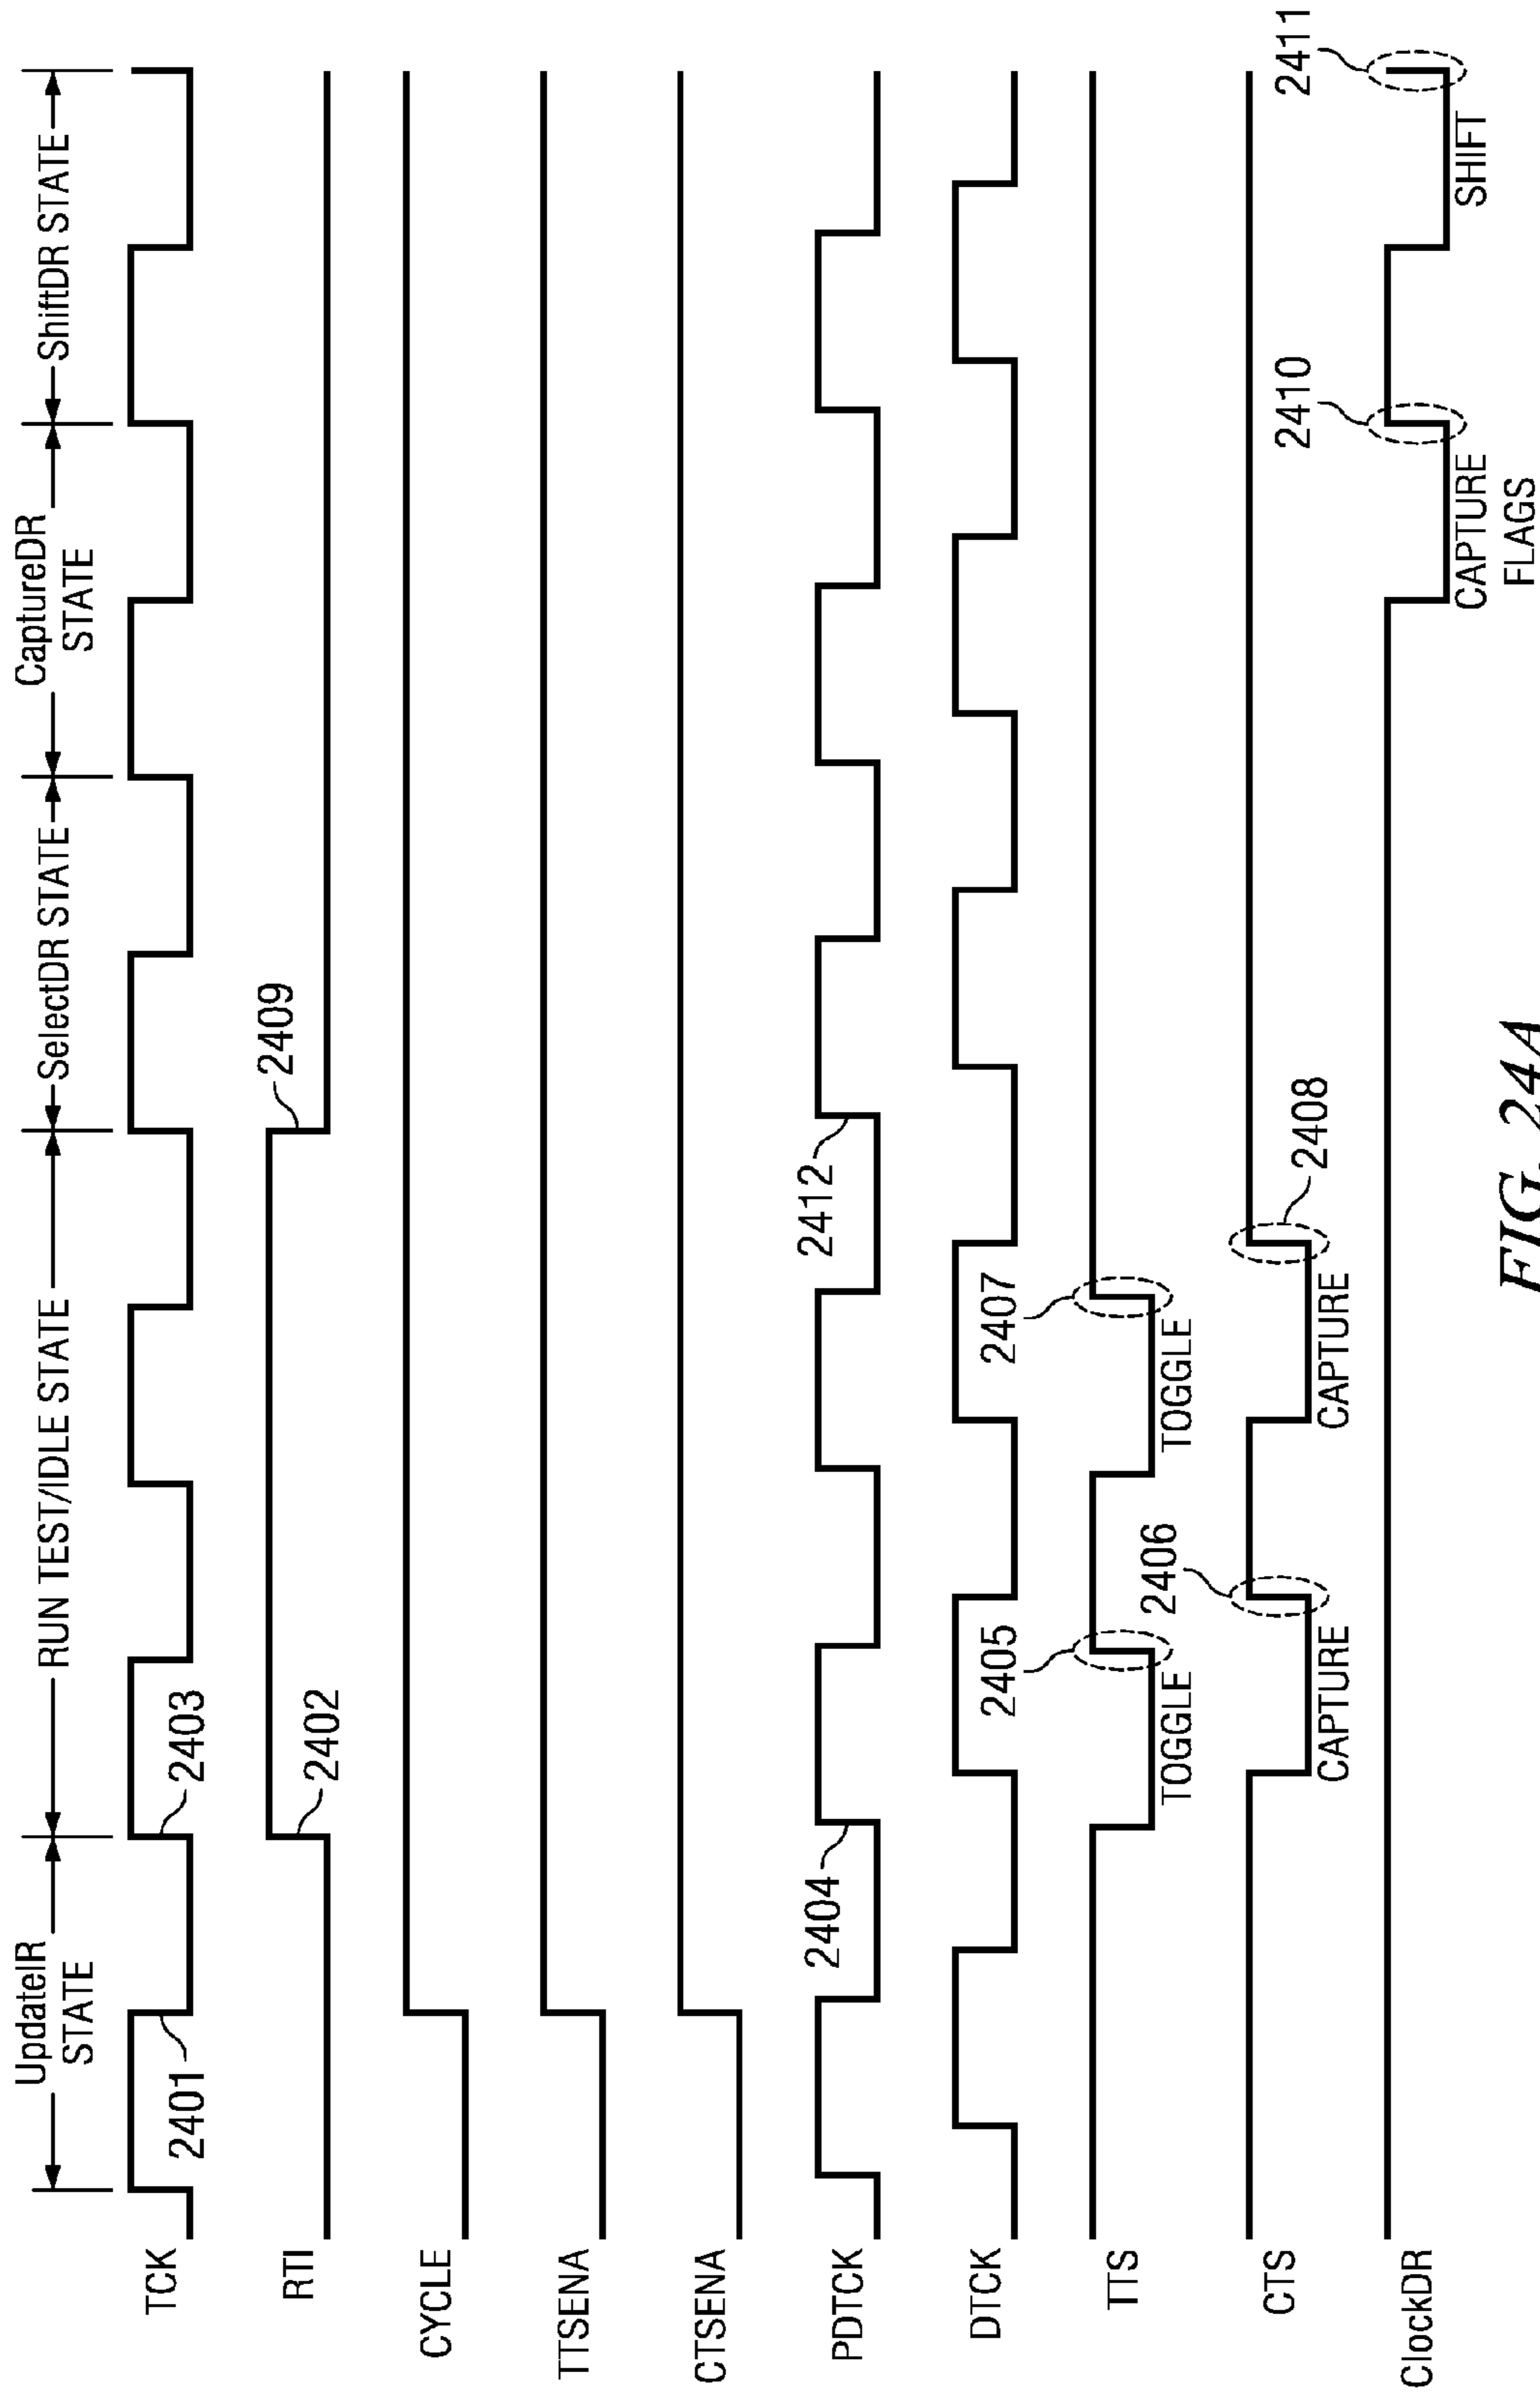 UpdateIR
STATE
RUN TEST/IDLE STATE
SelectDR STATE
CaptureDR
STATE
ShiftDR STATE
TCK
2401
2403
RTI
2402
2409
CYCLE
TTSENA
CTSENA
PDTCK
2404
2412
DTCK
2405
2407
TTS
TOGGLE
TOGGLE
2406
2408
CTS
CAPTURE
CAPTURE
2410
2411
ClockDR
CAPTURE
FLAGS
SHIFT
FIG. 24A